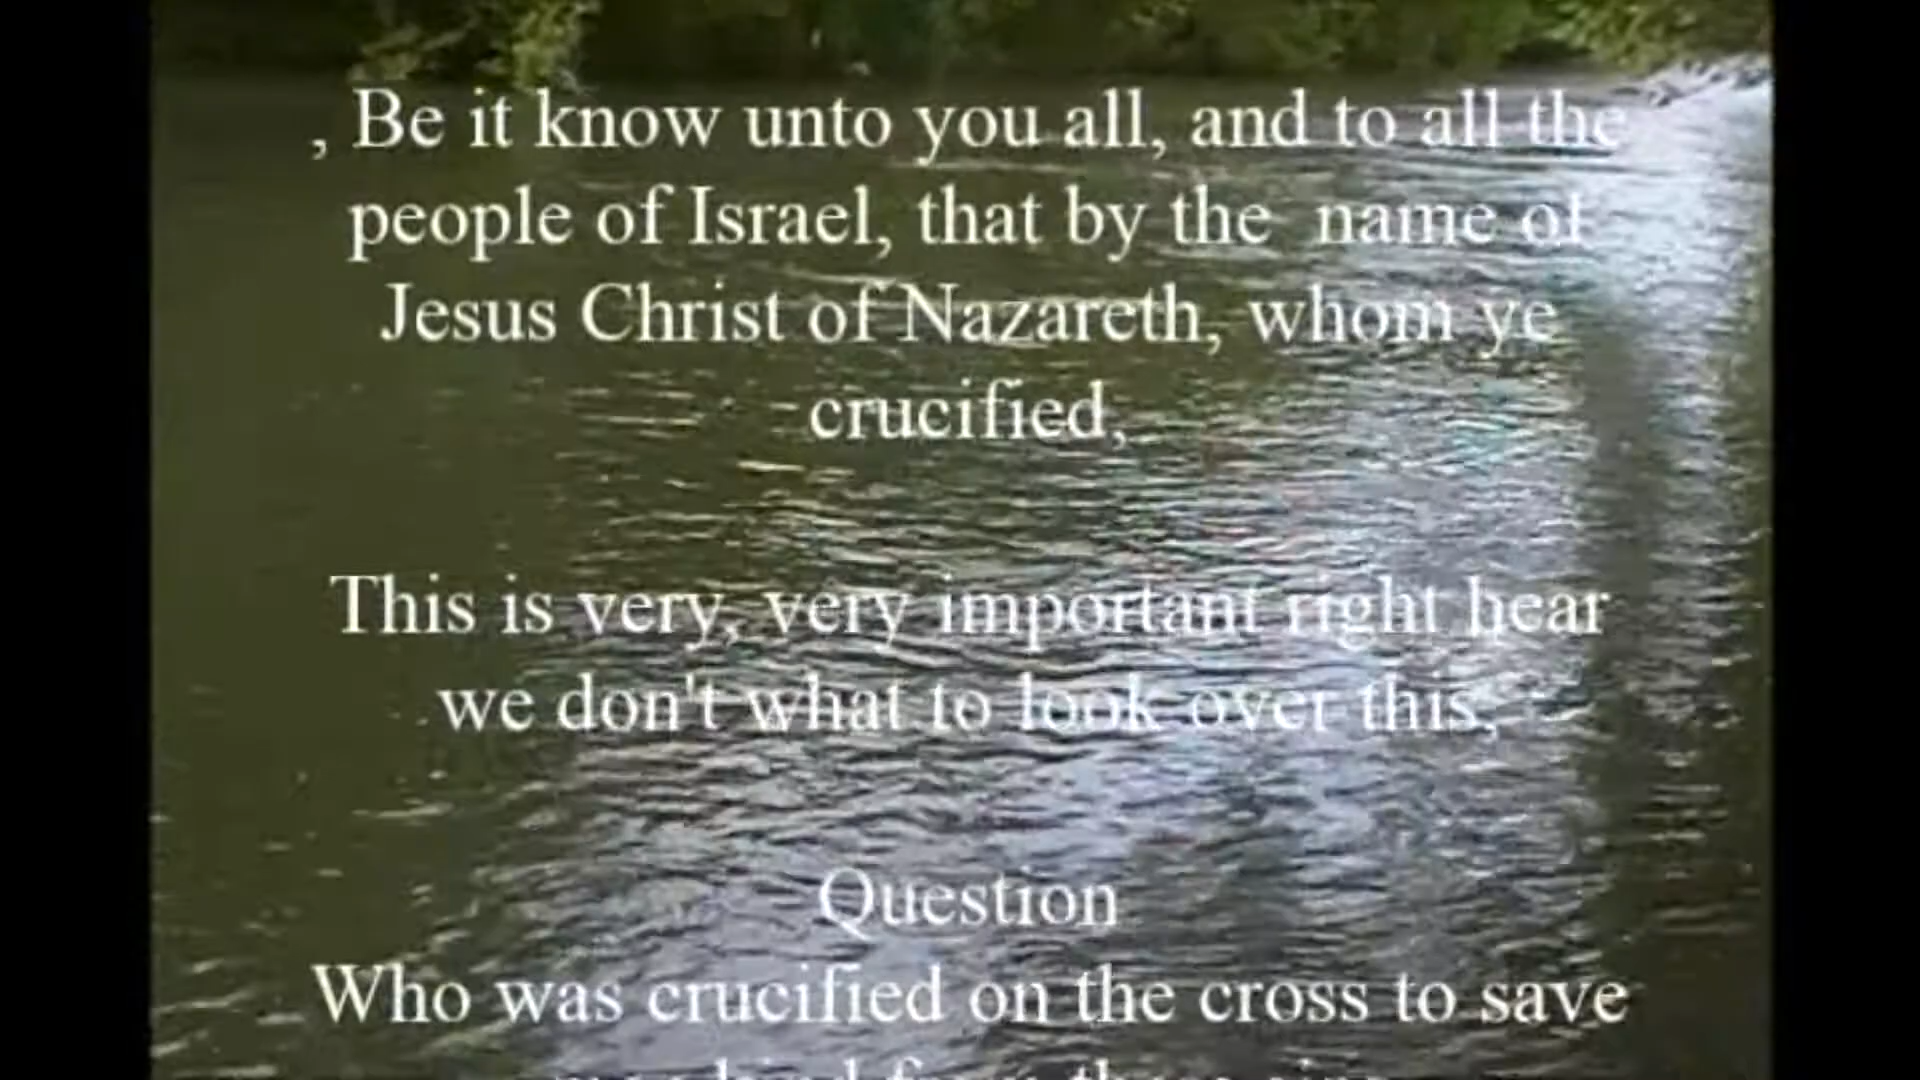 , Be it know unto you all, and to all the
people of Israel, that by the name of
Jesus Christ of Nazareth, whom ye
crucified,
This is very, very important right hear
we don't what to look over this,
Question
Who was crucified on the cross to save